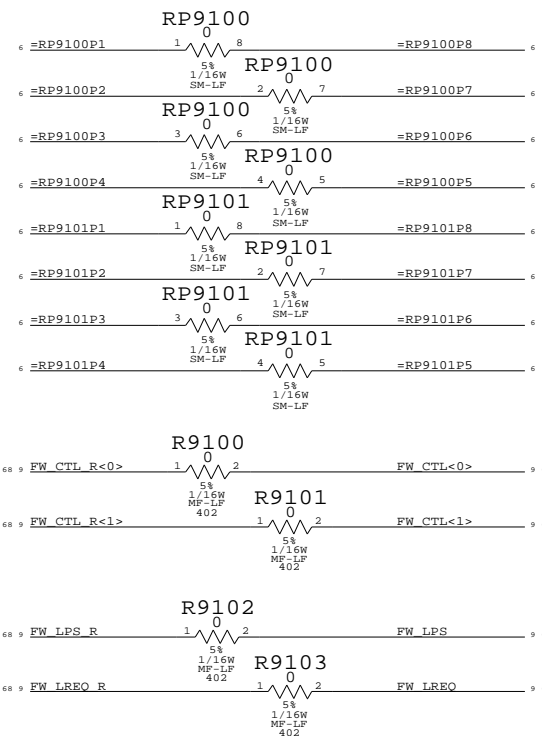 RP9100
0
6 =RP9100P1 1 8 =RP9100P8 6
5%
1/16W
SM-LF
RP9100
0
6 =RP9100P2 2 7 =RP9100P7 6
5%
1/16W
SM-LF
RP9100
0
6 =RP9100P3 3 6 =RP9100P6 6
5%
1/16W
SM-LF
RP9100
0
6 =RP9100P4 4 5 =RP9100P5 6
5%
1/16W
SM-LF
RP9101
0
6 =RP9101P1 1 8 =RP9101P8 6
5%
1/16W
SM-LF
RP9101
0
6 =RP9101P2 2 7 =RP9101P7 6
5%
1/16W
SM-LF
RP9101
0
6 =RP9101P3 3 6 =RP9101P6 6
5%
1/16W
SM-LF
RP9101
0
6 =RP9101P4 4 5 =RP9101P5 6
5%
1/16W
SM-LF
R9100
0
68 9 FW_CTL_R<0> 1 2 FW_CTL<0> 9
5%
1/16W
MF-LF
402
R9101
0
68 9 FW_CTL_R<1> 1 2 FW_CTL<1> 9
5%
1/16W
MF-LF
402
R9102
0
68 9 FW_LPS_R 1 2 FW_LPS 9
5%
1/16W
MF-LF
402
R9103
0
68 9 FW_LREQ_R 1 2 FW_LREQ 9
5%
1/16W
MF-LF
402